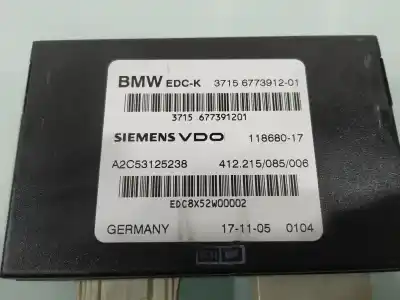 BMW EDC-K 3715 6773912-01
3715 677391201
SIEMENS VDO 118680-17
A2C53125238 412.215/085/006
EDC8X52W00002
GERMANY 17-11-05 0104